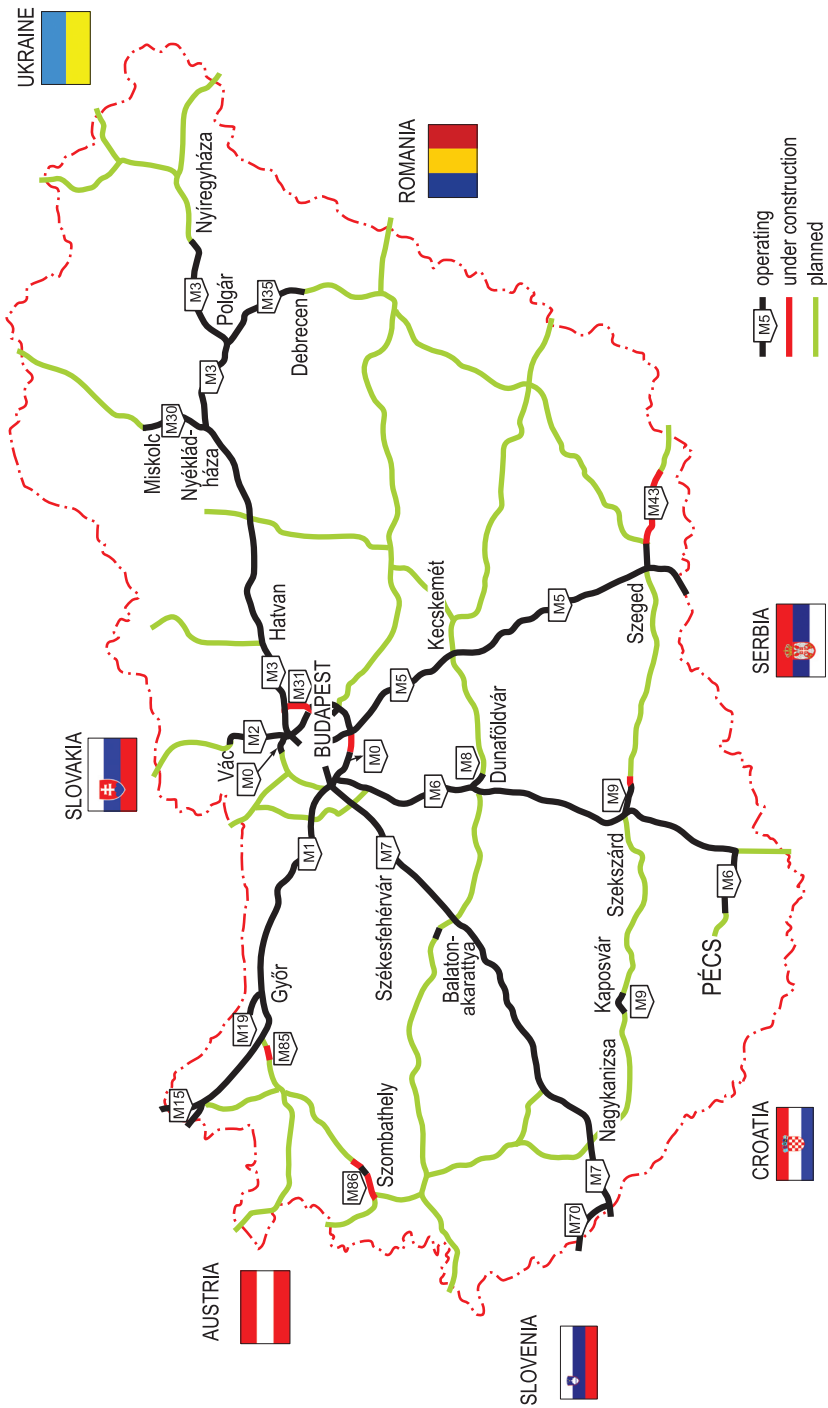 UKRAINE
SLOVAKIA
AUSTRIA
SLOVENIA
CROATIA
SERBIA
ROMANIA
M15
M19
M85
Győr
M1
M86
Szombathely
Vác
M2
M0
M3
M31
BUDAPEST
M0
Hatvan
Miskolc
M30
Nyéklád-
háza
M3
Polgár
M3
Nyíregyháza
M35
Debrecen
M7
Székesfehérvár
M6
M5
Kecskemét
M8
Dunaföldvár
Balaton-
akarattya
M5
Nagykanizsa
M7
M70
Kaposvár
M9
Szekszárd
M9
Szeged
M43
M6
PÉCS
M5 operating
under construction
planned